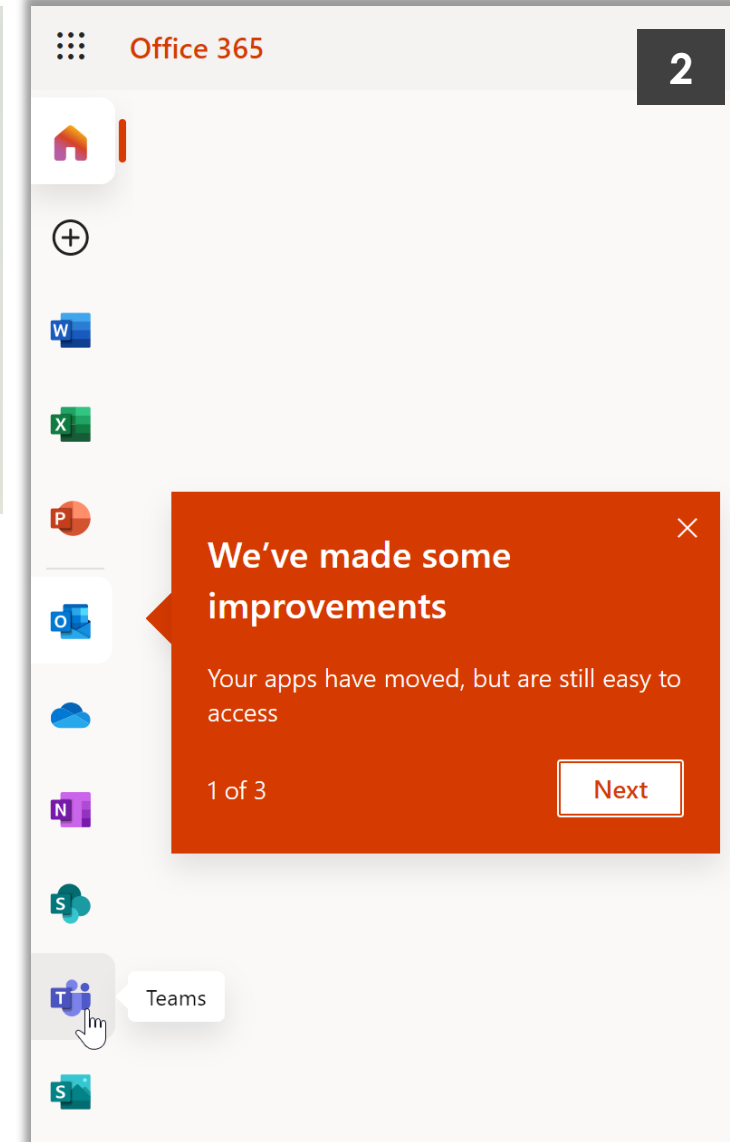 Office 365
2
W
X
P
We’ve made some
improvements
Your apps have moved, but are still easy to
access
1 of 3
Next
O
N
S
T
Teams
S